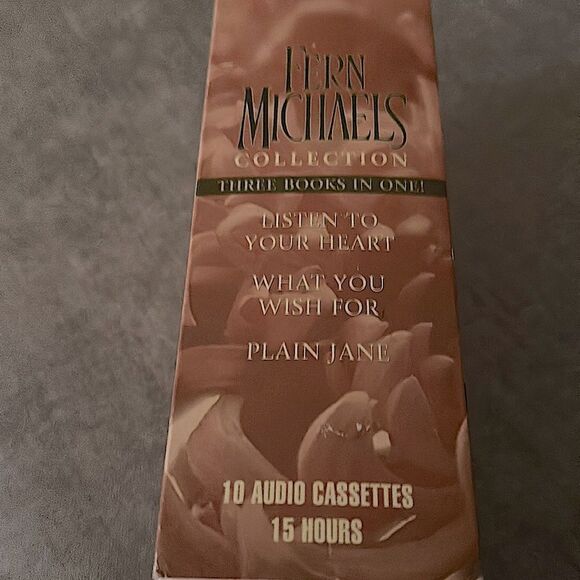 FERN
MICHAELS
COLLECTION
THREE BOOKS IN ONE!
LISTEN TO
YOUR HEART
WHAT YOU
WISH FOR
PLAIN JANE
10 AUDIO CASSETTES
15 HOURS